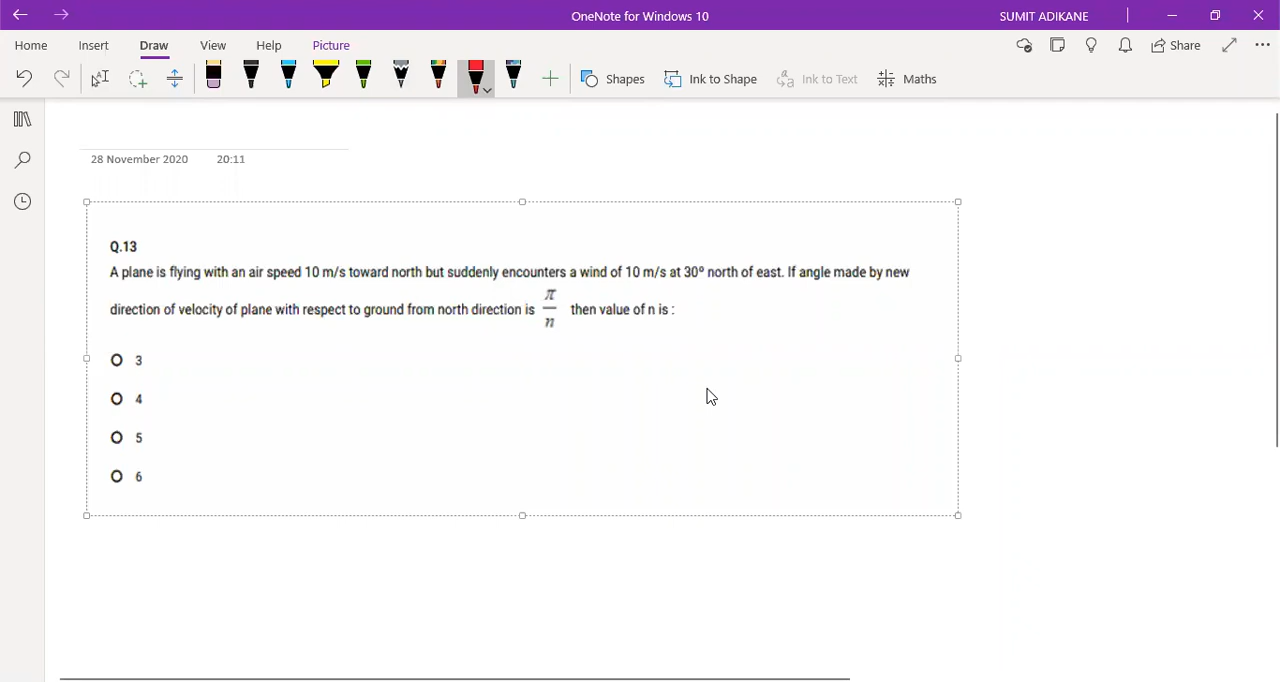 OneNote for Windows 10
SUMIT ADIKANE
Home Insert Draw View Help Picture
Share
Shapes Ink to Shape Ink to Text Maths
28 November 2020 20:11
Q.13
A plane is flying with an air speed 10 m/s toward north but suddenly encounters a wind of 10 m/s at 30º north of east. If angle made by new
direction of velocity of plane with respect to ground from north direction is π/n then value of n is :
3
4
5
6